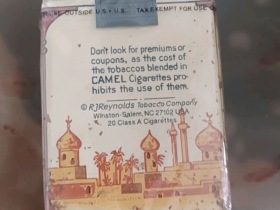 OUTSIDE U.S. TAX EXEMPT FOR USE
Don't look for premiums or
coupons, as the cost of
the tobaccos blended in
CAMEL Cigarettes pro-
hibits the use of them.
© RJReynolds Tobacco Company
Winston-Salem, NC 27102 USA
20 Class A Cigarettes